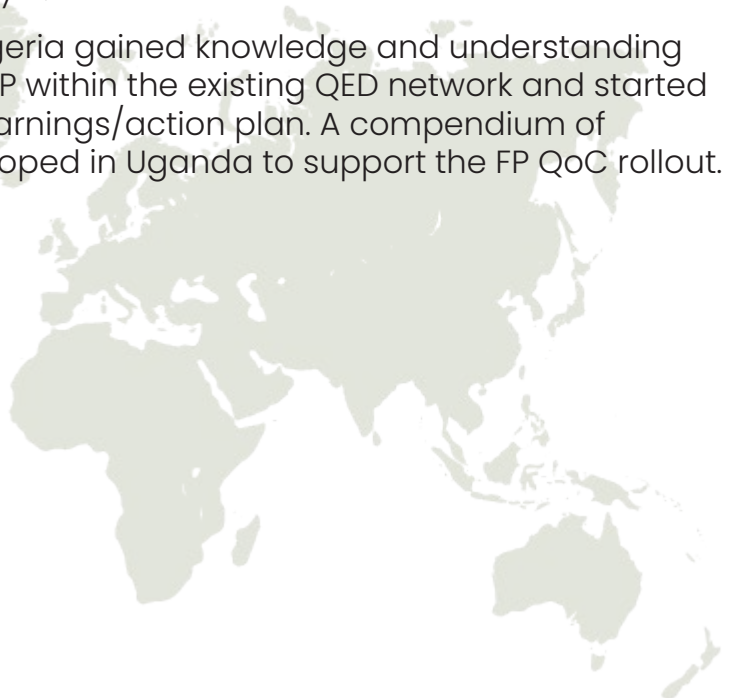 geria gained knowledge and understanding
P within the existing QED network and started
arnings/action plan. A compendium of
oped in Uganda to support the FP QoC rollout.